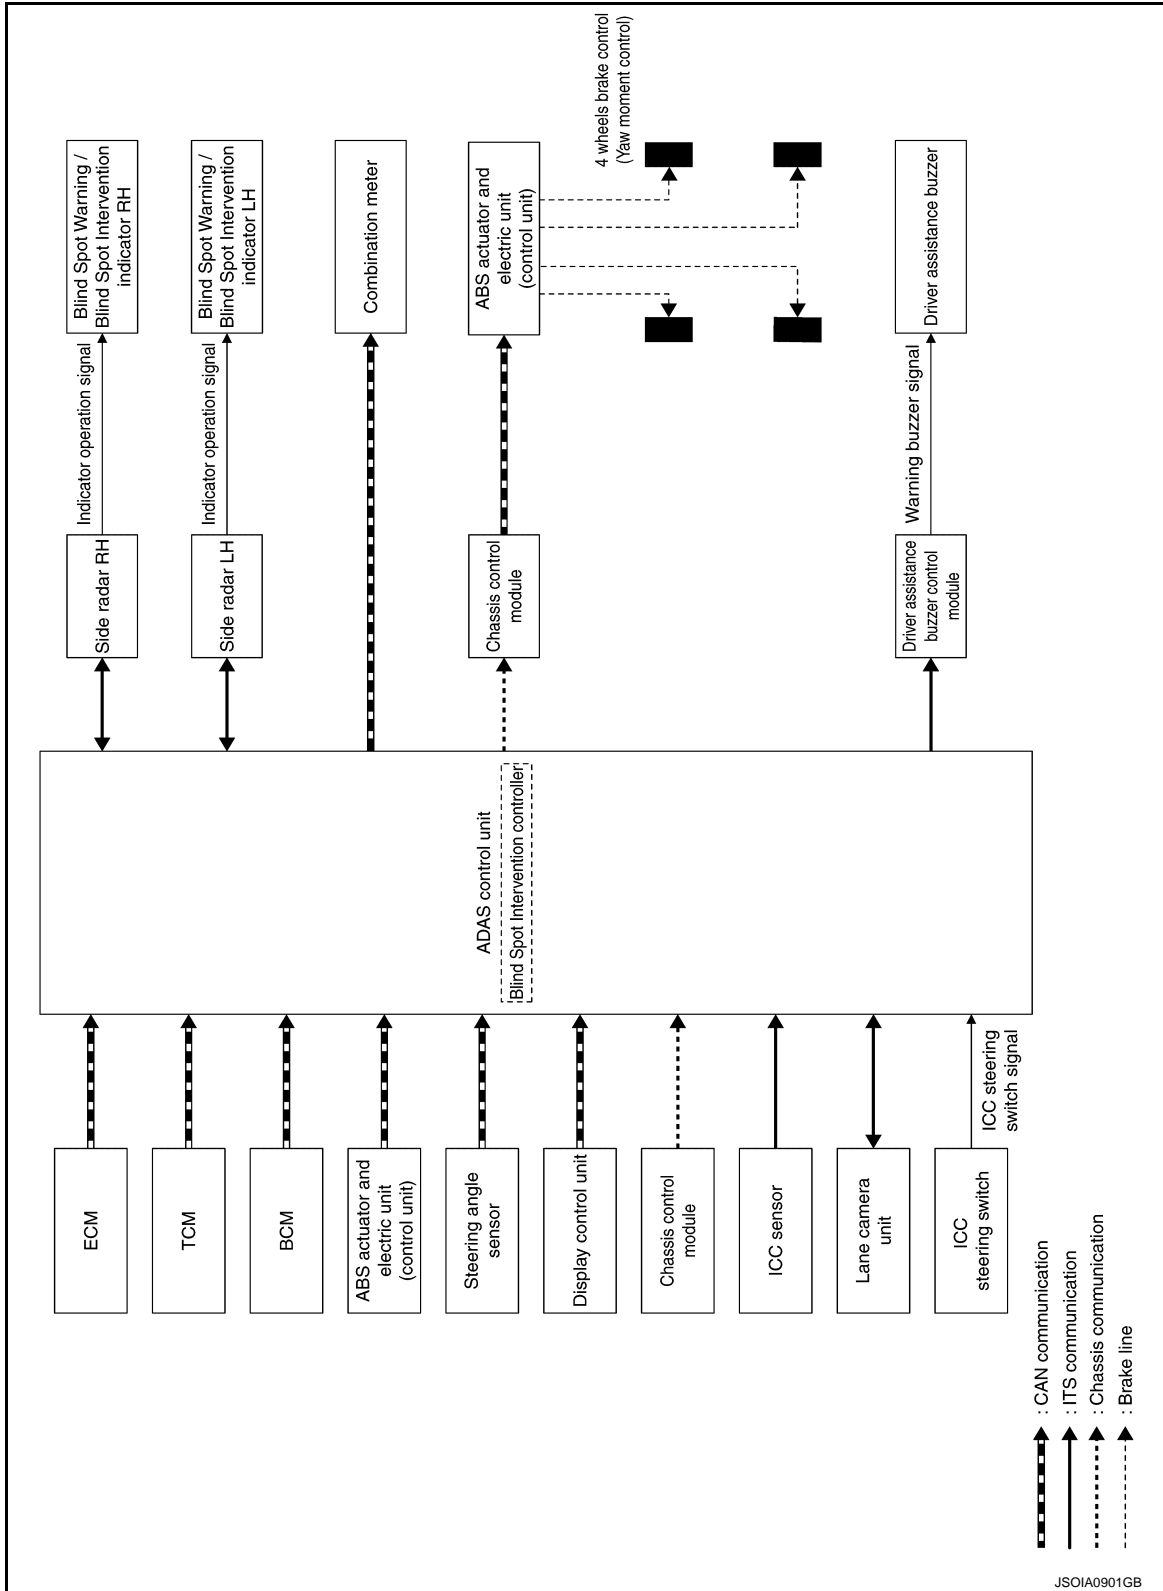 ECM
TCM
BCM
ABS actuator and
electric unit
(control unit)
Steering angle
sensor
Display control unit
Chassis control
module
ICC sensor
Lane camera
unit
ICC
steering switch
ICC steering
switch signal
ADAS control unit
Blind Spot Intervention controller
Side radar RH
Indicator operation signal
Blind Spot Warning /
Blind Spot Intervention
indicator RH
Side radar LH
Indicator operation signal
Blind Spot Warning /
Blind Spot Intervention
indicator LH
Combination meter
Chassis control
module
ABS actuator and
electric unit
(control unit)
4 wheels brake control
(Yaw moment control)
Driver assistance
buzzer control
module
Warning buzzer signal
Driver assistance buzzer
: CAN communication
: ITS communication
: Chassis communication
: Brake line
JSOIA0901GB